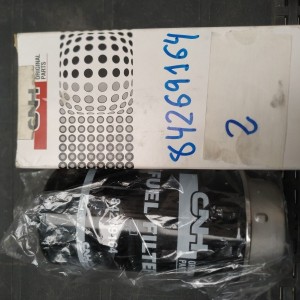 CNH
ORIGINAL
PARTS
84269164
2
FUEL FILTER
CNH